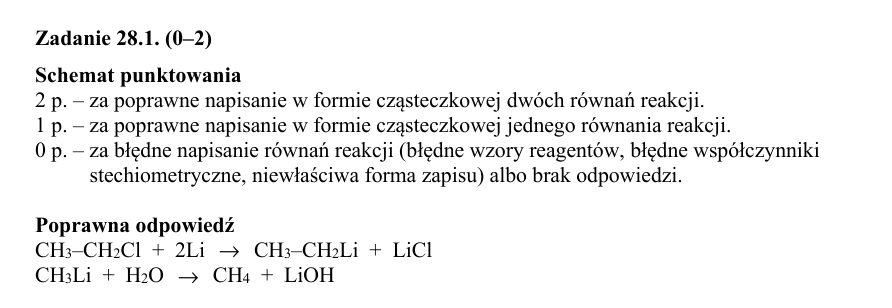 Zadanie 28.1. (0–2)
Schemat punktowania
2 p. – za poprawne napisanie w formie cząsteczkowej dwóch równań reakcji.
1 p. – za poprawne napisanie w formie cząsteczkowej jednego równania reakcji.
0 p. – za błędne napisanie równań reakcji (błędne wzory reagentów, błędne współczynniki
stechiometryczne, niewłaściwa forma zapisu) albo brak odpowiedzi.
Poprawna odpowiedź
CH₃–CH₂Cl + 2Li → CH₃–CH₂Li + LiCl
CH₃Li + H₂O → CH₄ + LiOH